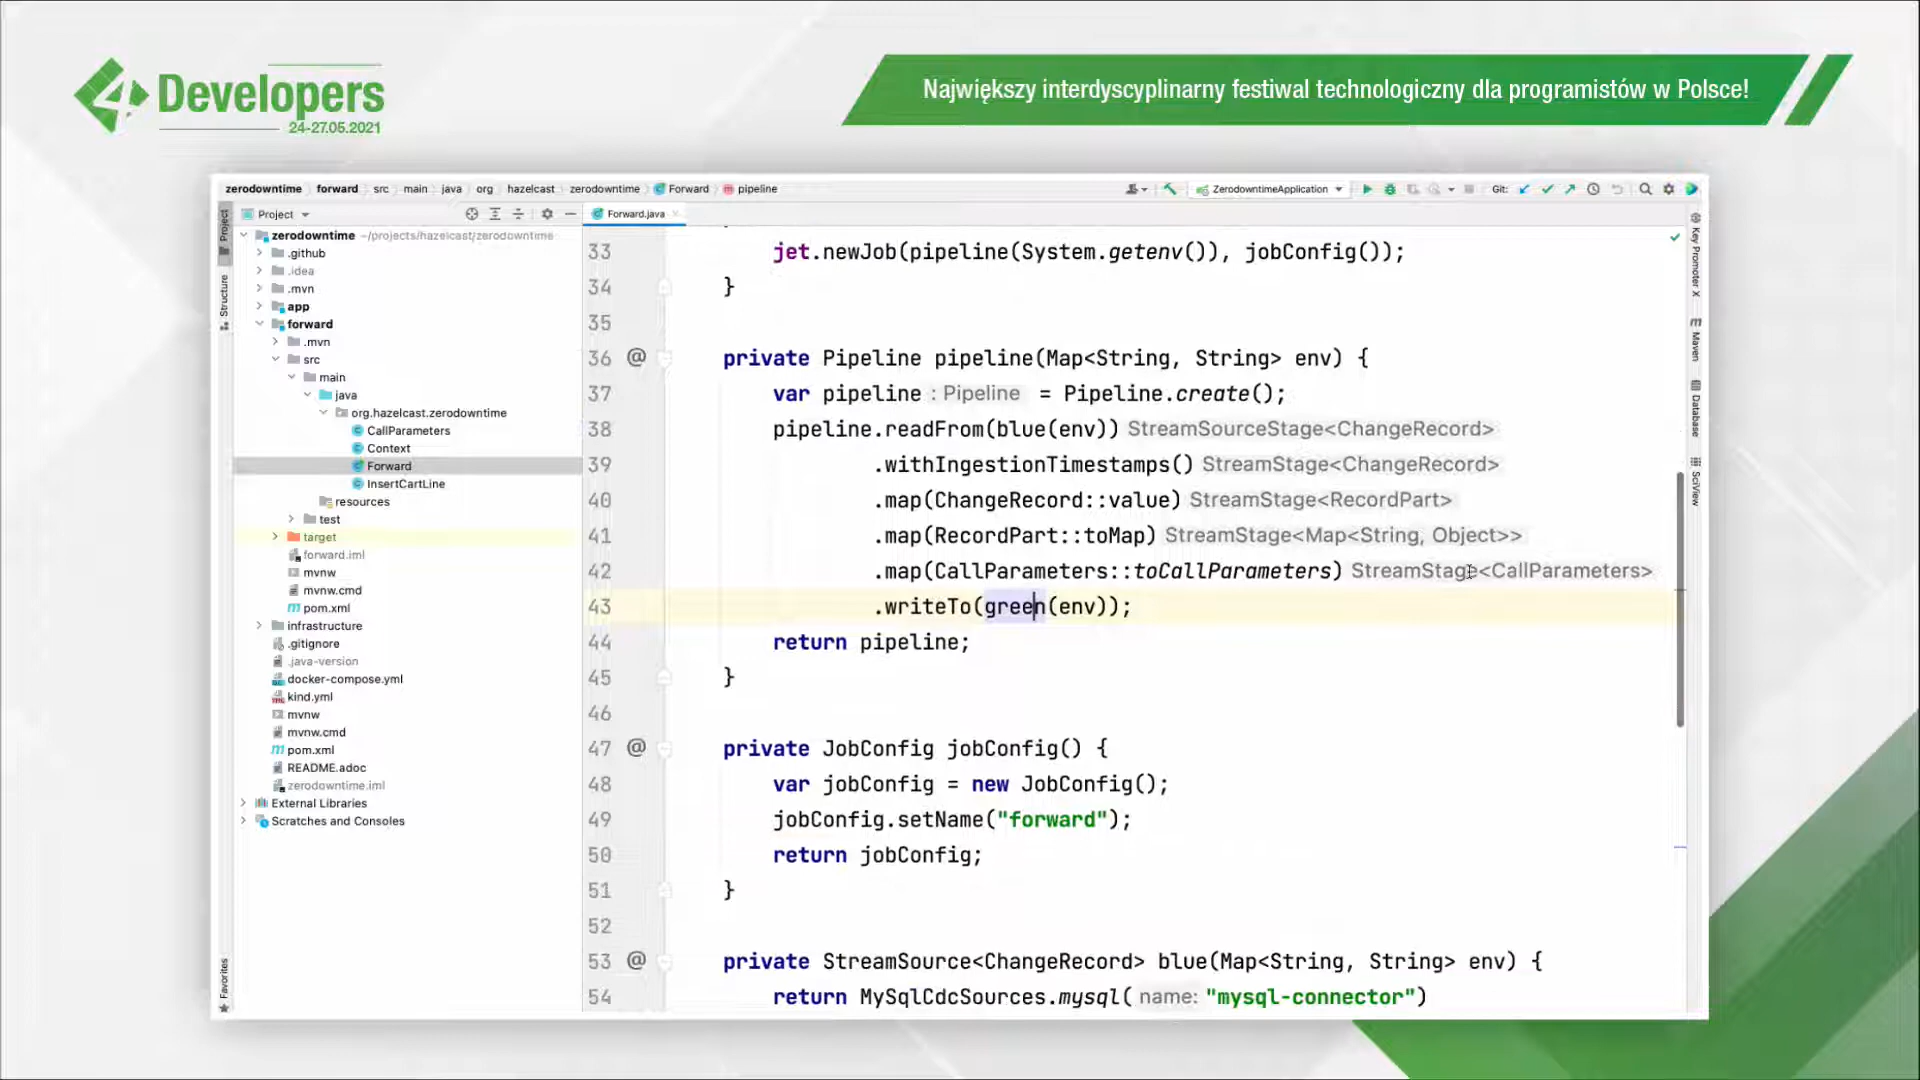 4Developers
24-27.05.2021
Największy interdyscyplinarny festiwal technologiczny dla programistów w Polsce!
zerodowntime forward src main java org hazelcast zerodowntime Forward pipeline
ZerodowntimeApplication
Git:
Project
Forward.java
Project
Structure
Favorites
zerodowntime ~/projects/hazelcast/zerodowntime
.github
.idea
.mvn
app
forward
.mvn
src
main
java
org.hazelcast.zerodowntime
CallParameters
Context
Forward
InsertCartLine
resources
test
target
forward.iml
mvnw
mvnw.cmd
pom.xml
infrastructure
.gitignore
.java-version
docker-compose.yml
kind.yml
mvnw
mvnw.cmd
pom.xml
README.adoc
zerodowntime.iml
External Libraries
Scratches and Consoles
33 jet.newJob(pipeline(System.getenv()), jobConfig());
34 }
35
36 @ private Pipeline pipeline(Map<String, String> env) {
37 var pipeline : Pipeline = Pipeline.create();
38 pipeline.readFrom(blue(env)) StreamSourceStage<ChangeRecord>
39 .withIngestionTimestamps() StreamStage<ChangeRecord>
40 .map(ChangeRecord::value) StreamStage<RecordPart>
41 .map(RecordPart::toMap) StreamStage<Map<String, Object>>
42 .map(CallParameters::toCallParameters) StreamStage<CallParameters>
43 .writeTo(green(env));
44 return pipeline;
45 }
46
47 @ private JobConfig jobConfig() {
48 var jobConfig = new JobConfig();
49 jobConfig.setName("forward");
50 return jobConfig;
51 }
52
53 @ private StreamSource<ChangeRecord> blue(Map<String, String> env) {
54 return MySqlCdcSources.mysql( name: "mysql-connector")
Key Promoter X
Maven
Database
SciView